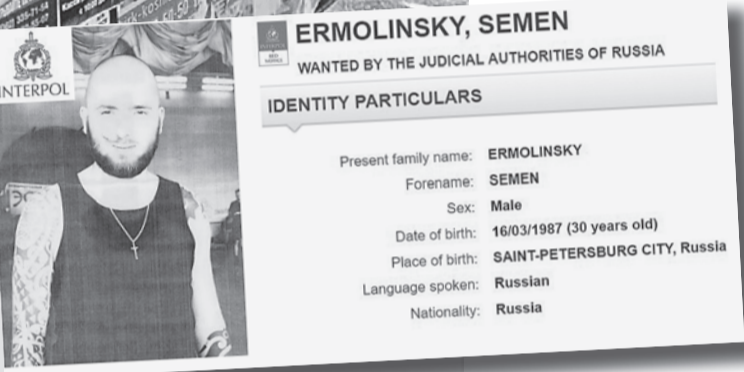 INTERPOL
ERMOLINSKY, SEMEN
WANTED BY THE JUDICIAL AUTHORITIES OF RUSSIA
IDENTITY PARTICULARS
Present family name: ERMOLINSKY
Forename: SEMEN
Sex: Male
Date of birth: 16/03/1987 (30 years old)
Place of birth: SAINT-PETERSBURG CITY, Russia
Language spoken: Russian
Nationality: Russia